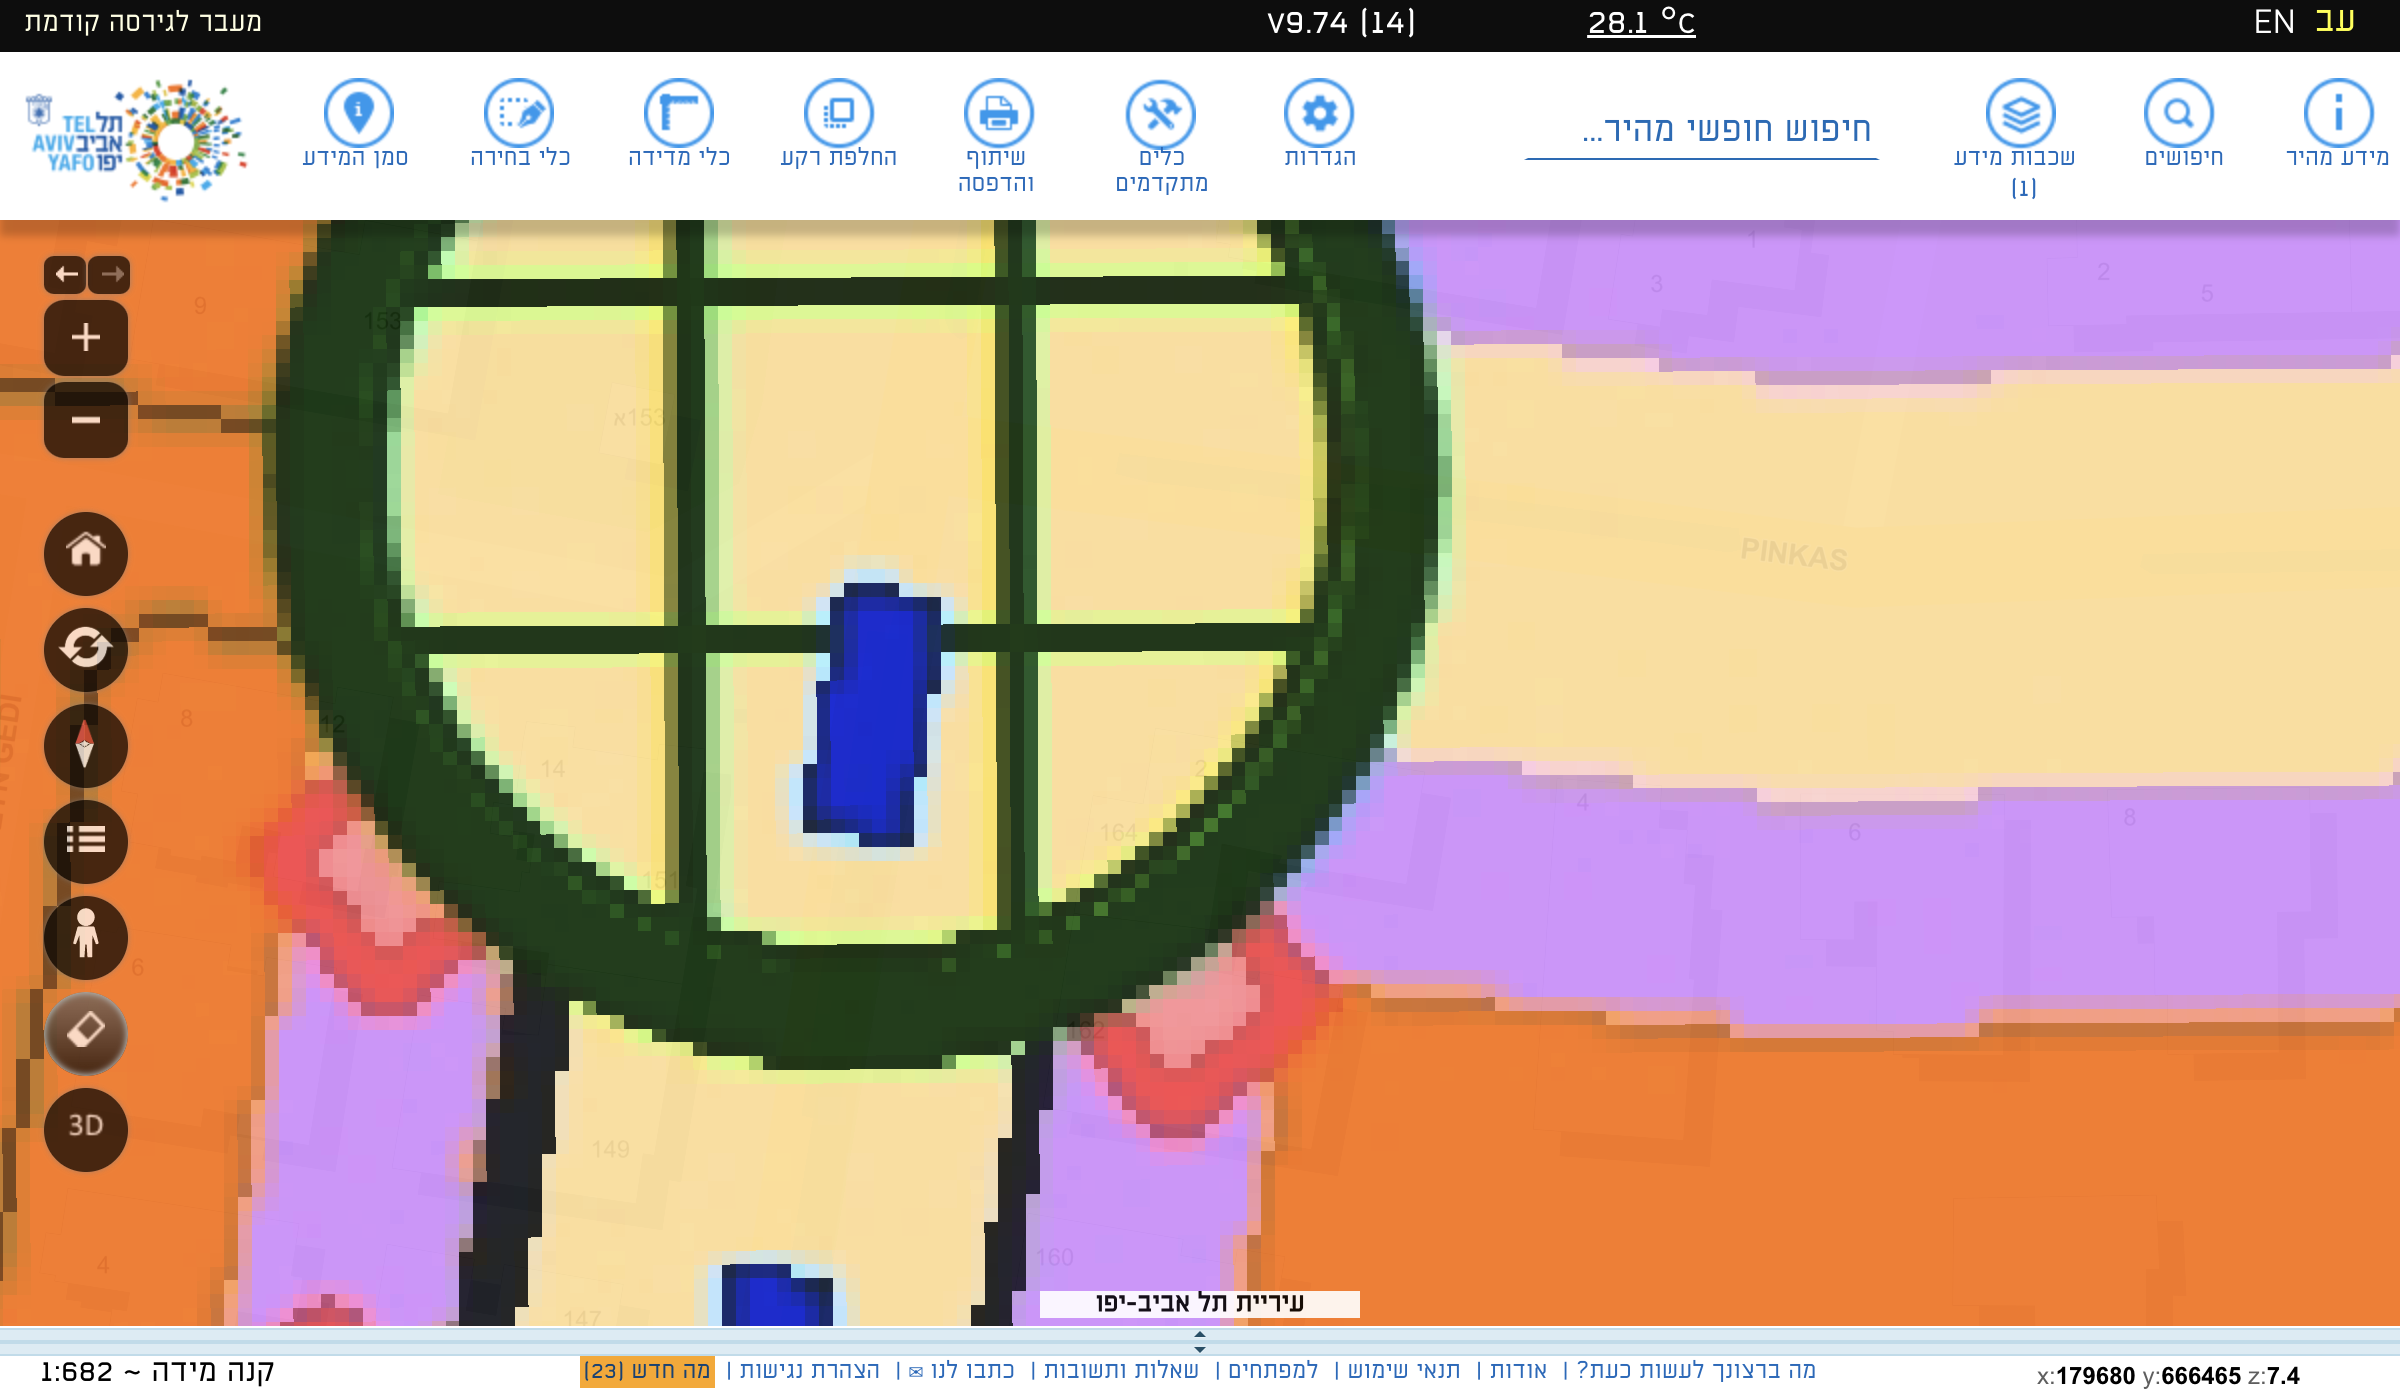 מעבר לגירסה קודמת
V9.74 (14)
28.1 °C
EN עב
TEL תל
AVIV אביב
YAFO יפו
סמן המידע
כלי בחירה
כלי מדידה
החלפת רקע
שיתוף
והדפסה
כלים
מתקדמים
הגדרות
חיפוש חופשי מהיר...
שכבות מידע
(1)
חיפושים
מידע מהיר
1
3
2
5
9
153
153א
PINKAS
8
12
14
2
164
151
4
6
8
6
162
149
160
4
147
3D
עיריית תל אביב-יפו
קנה מידה ~ 1:682
מה ברצונך לעשות כעת? | אודות | תנאי שימוש | למפתחים | שאלות ותשובות | כתבו לנו ✉ | הצהרת נגישות | מה חדש (23)
x:179680 y:666465 z:7.4